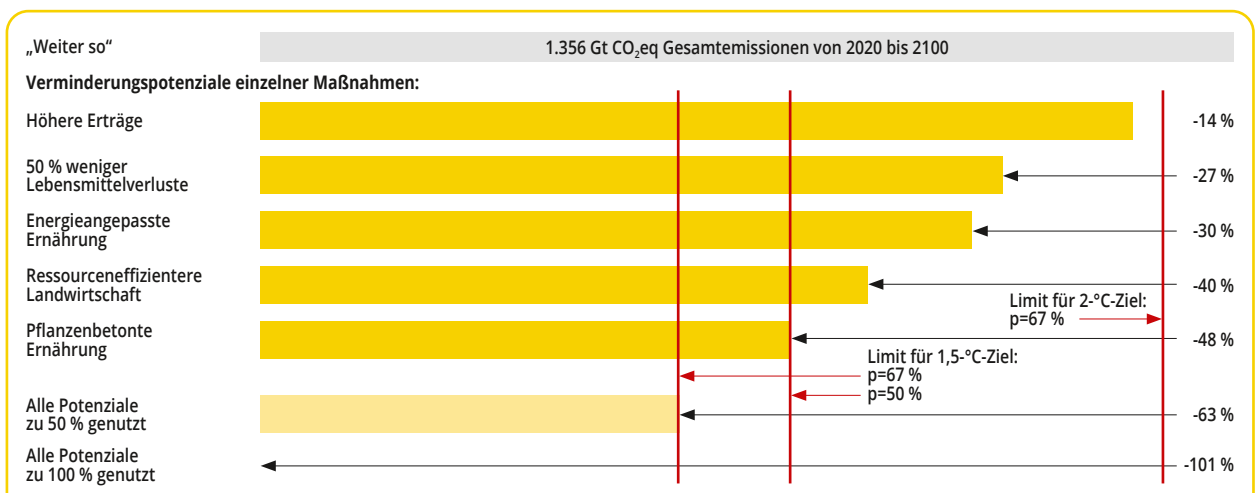 „Weiter so“
1.356 Gt CO₂eq Gesamtemissionen von 2020 bis 2100
Verminderungspotenziale einzelner Maßnahmen:
Höhere Erträge
-14 %
50 % weniger
Lebensmittelverluste
-27 %
Energieangepasste
Ernährung
-30 %
Ressourceneffizientere
Landwirtschaft
-40 %
Limit für 2-°C-Ziel:
p=67 %
Pflanzenbetonte
Ernährung
-48 %
Limit für 1,5-°C-Ziel:
p=67 %
p=50 %
Alle Potenziale
zu 50 % genutzt
-63 %
Alle Potenziale
zu 100 % genutzt
-101 %